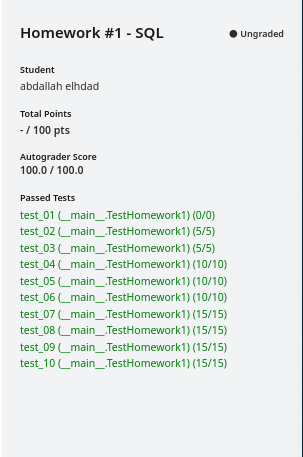 Homework #1 - SQL
Ungraded
Student
abdallah elhdad
Total Points
- / 100 pts
Autograder Score
100.0 / 100.0
Passed Tests
test_01 (__main__.TestHomework1) (0/0)
test_02 (__main__.TestHomework1) (5/5)
test_03 (__main__.TestHomework1) (5/5)
test_04 (__main__.TestHomework1) (10/10)
test_05 (__main__.TestHomework1) (10/10)
test_06 (__main__.TestHomework1) (10/10)
test_07 (__main__.TestHomework1) (15/15)
test_08 (__main__.TestHomework1) (15/15)
test_09 (__main__.TestHomework1) (15/15)
test_10 (__main__.TestHomework1) (15/15)